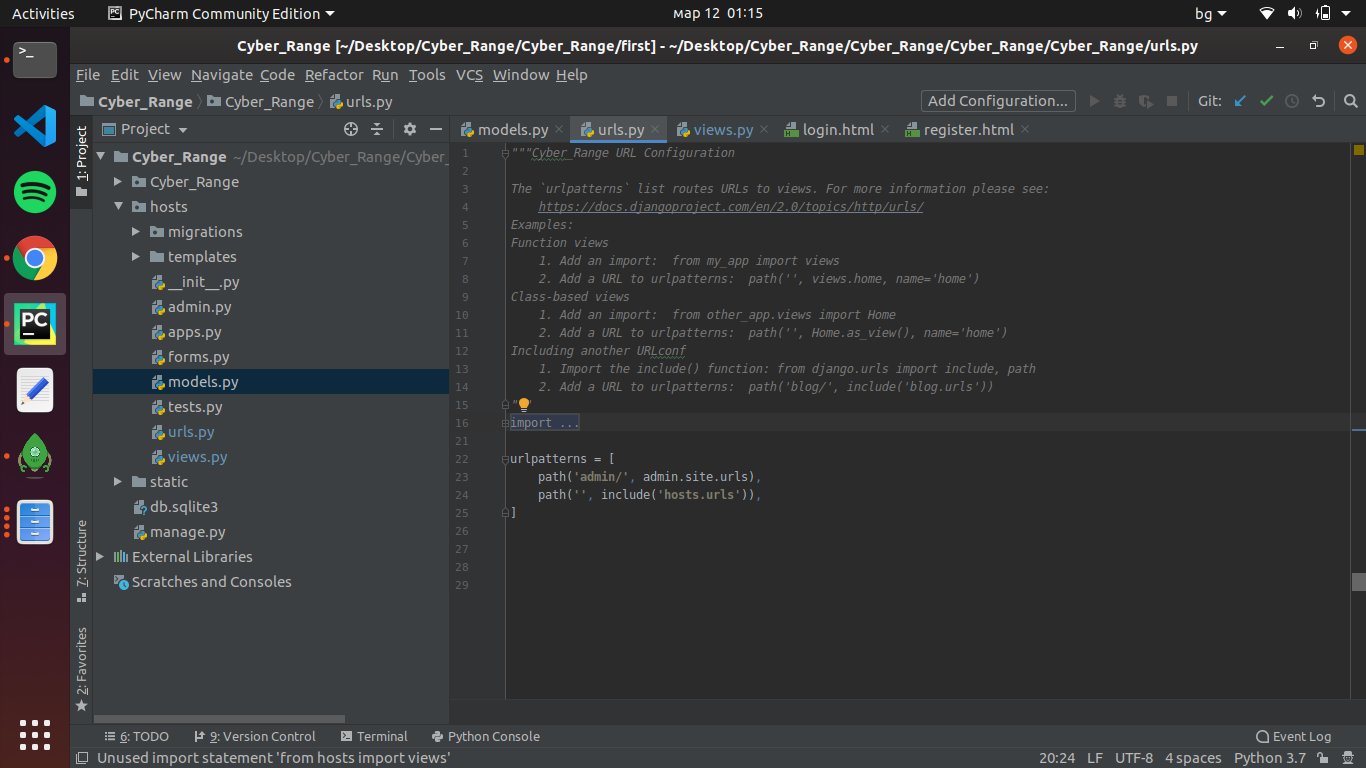 Activities PyCharm Community Edition мар 12 01:15 bg
Cyber_Range [~/Desktop/Cyber_Range/Cyber_Range/first] - ~/Desktop/Cyber_Range/Cyber_Range/Cyber_Range/Cyber_Range/urls.py
File Edit View Navigate Code Refactor Run Tools VCS Window Help
Cyber_Range Cyber_Range urls.py Add Configuration... Git:
Project
models.py urls.py views.py login.html register.html
1: Project
7: Structure
2: Favorites
Cyber_Range ~/Desktop/Cyber_Range/Cyber_
Cyber_Range
hosts
migrations
templates
__init__.py
admin.py
apps.py
forms.py
models.py
tests.py
urls.py
views.py
static
db.sqlite3
manage.py
External Libraries
Scratches and Consoles
1 """Cyber_Range URL Configuration
2
3 The `urlpatterns` list routes URLs to views. For more information please see:
4 https://docs.djangoproject.com/en/2.0/topics/http/urls/
5 Examples:
6 Function views
7 1. Add an import:  from my_app import views
8 2. Add a URL to urlpatterns:  path('', views.home, name='home')
9 Class-based views
10 1. Add an import:  from other_app.views import Home
11 2. Add a URL to urlpatterns:  path('', Home.as_view(), name='home')
12 Including another URLconf
13 1. Import the include() function: from django.urls import include, path
14 2. Add a URL to urlpatterns:  path('blog/', include('blog.urls'))
15 "
16 import ...
21
22 urlpatterns = [
23 path('admin/', admin.site.urls),
24 path('', include('hosts.urls')),
25 ]
26
27
28
29
6: TODO 9: Version Control Terminal Python Console Event Log
Unused import statement 'from hosts import views' 20:24 LF UTF-8 4 spaces Python 3.7